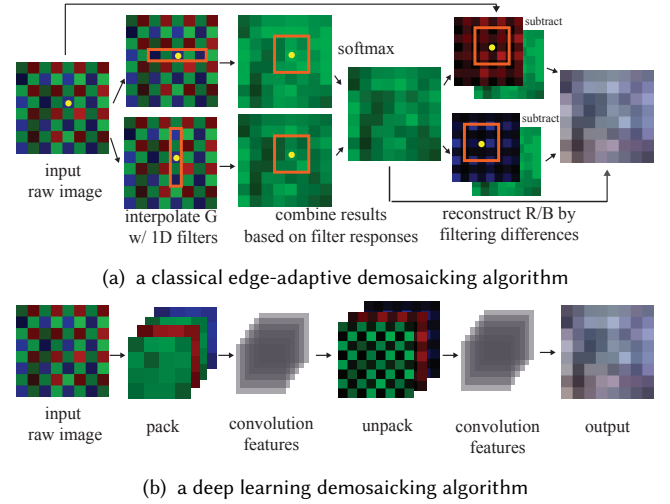 subtract
softmax
subtract
input
raw image
interpolate G
w/ 1D filters
combine results
based on filter responses
reconstruct R/B by
filtering differences
(a) a classical edge-adaptive demosaicking algorithm
input
raw image
pack
convolution
features
unpack
convolution
features
output
(b) a deep learning demosaicking algorithm